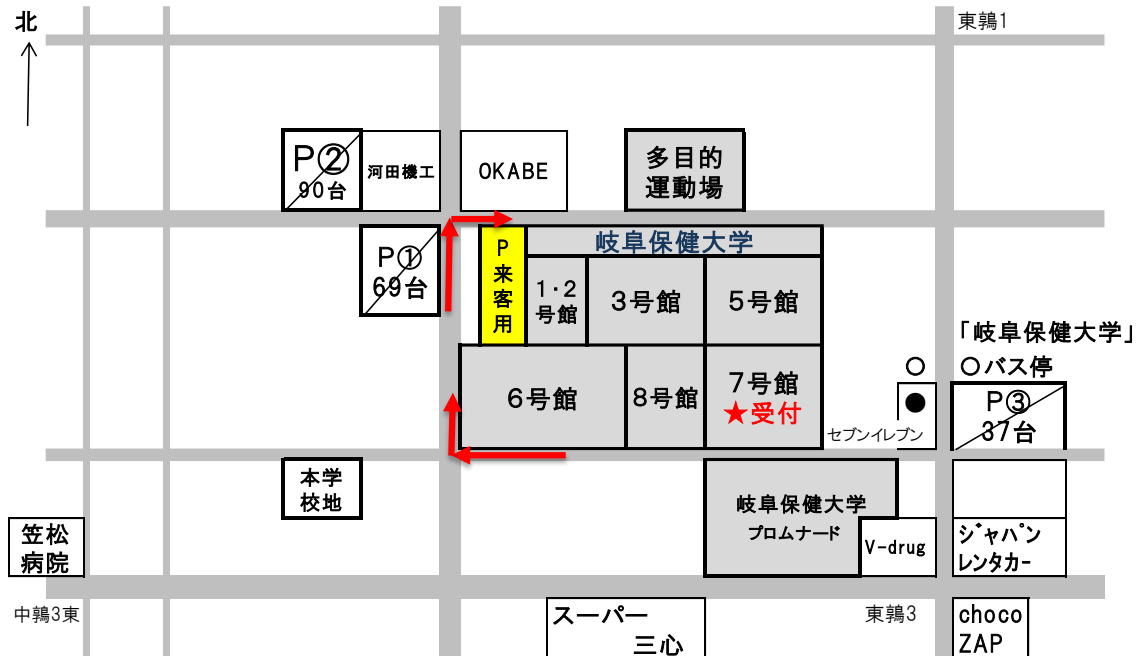 北
東鶉1
P②
90台
河田機工
OKABE
多目的
運動場
P①
69台
P
来
客
用
岐阜保健大学
1・2
号館
3号館
5号館
「岐阜保健大学」
○バス停
6号館
8号館
7号館
★受付
セブンイレブン
P③
37台
本学
校地
岐阜保健大学
プロムナード
V-drug
ジャパン
レンタカー
笠松
病院
中鶉3東
スーパー
三心
東鶉3
choco
ZAP